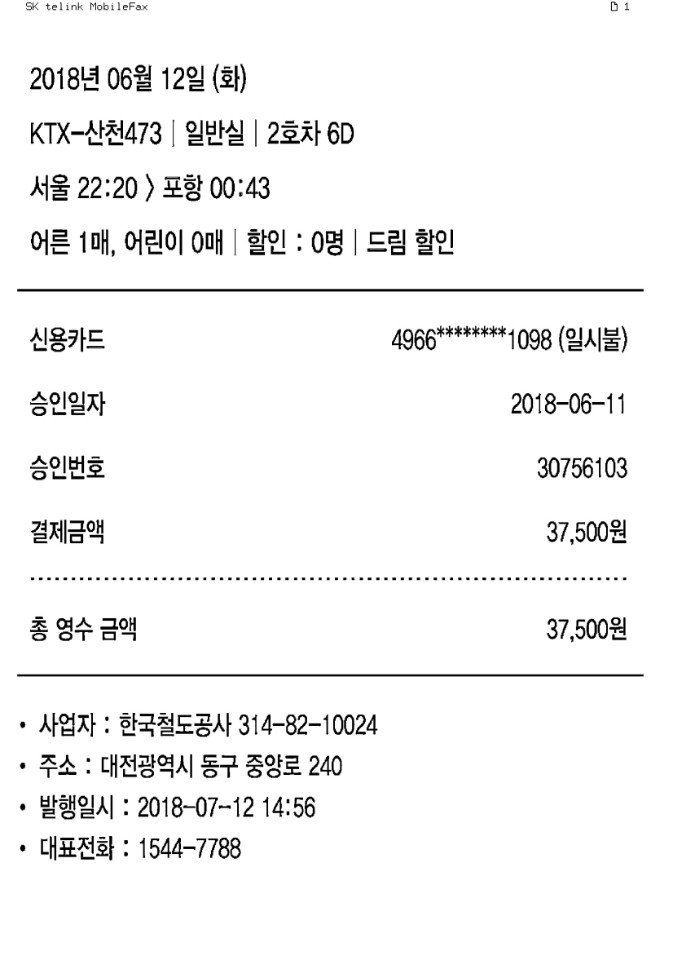 SK telink MobileFax 1
2018년 06월 12일 (화)
KTX-산천473 | 일반실 | 2호차 6D
서울 22:20 > 포항 00:43
어른 1매, 어린이 0매 | 할인 : 0명 | 드림 할인
신용카드 4966********1098 (일시불)
승인일자 2018-06-11
승인번호 30756103
결제금액 37,500원
총 영수 금액 37,500원
• 사업자 : 한국철도공사 314-82-10024
• 주소 : 대전광역시 동구 중앙로 240
• 발행일시 : 2018-07-12 14:56
• 대표전화 : 1544-7788